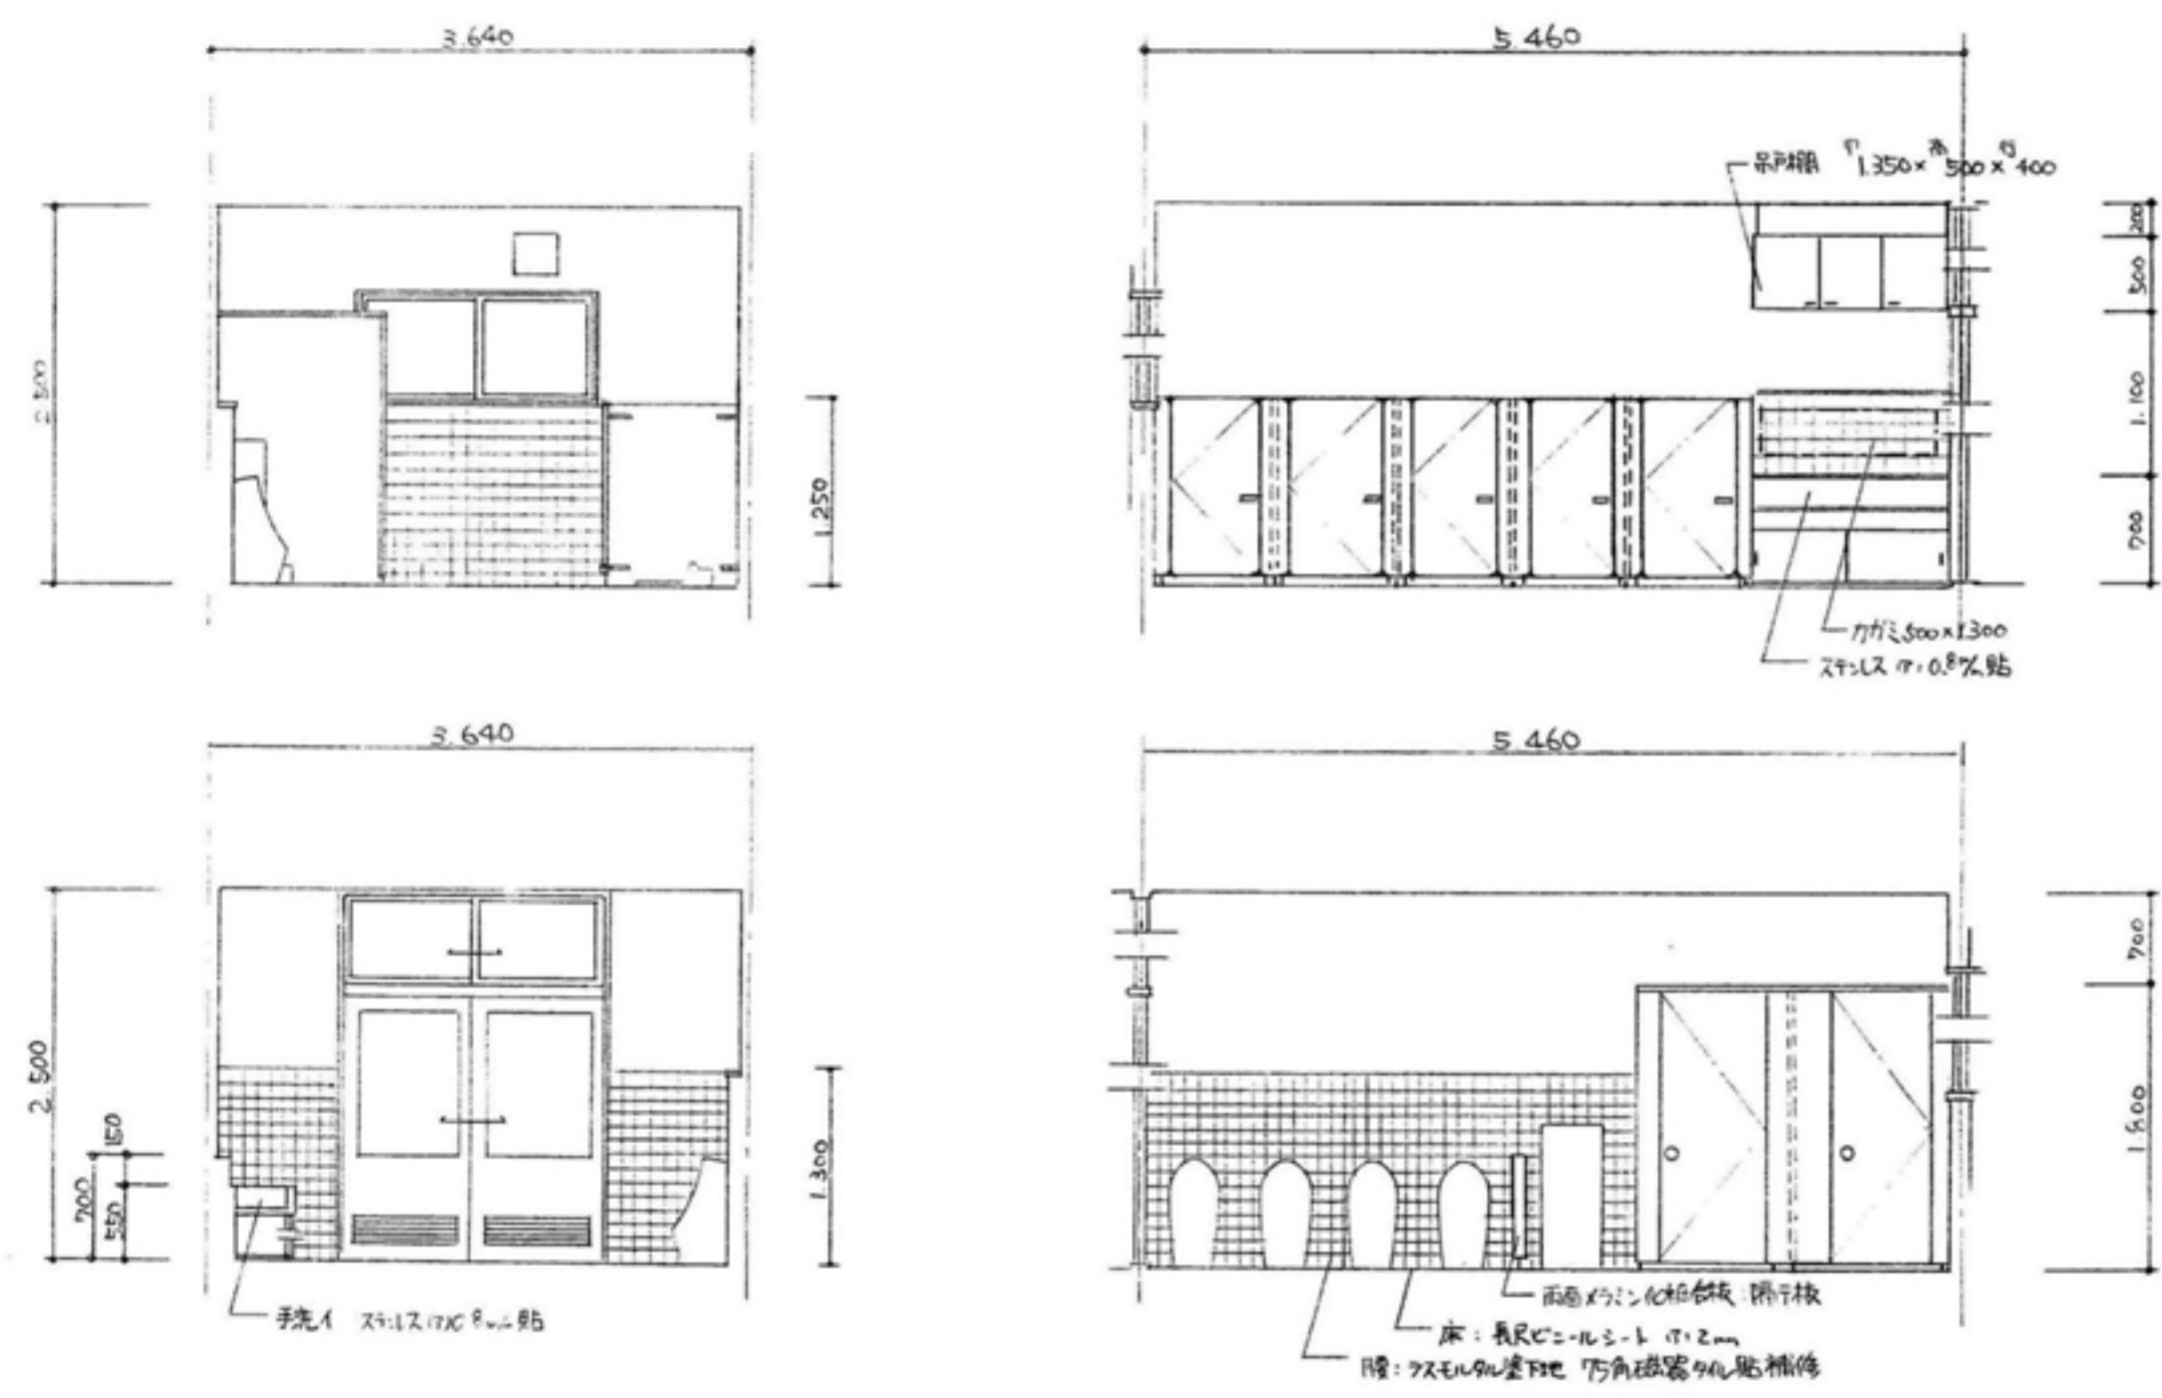 3.640
5.460
吊戸棚 巾1.350×高500×行400
200
500
1.100
700
2.500
1.250
カガミ 500×1300
ステンレス ア:0.8㎜貼
3.640
5.460
700
1.800
2.500
150
700
550
1.300
手洗イ ステンレス
両面メラミン化粧合板:隔テ板
床:長尺ビニールシート ア:2mm
腰:ラスモルタル塗下地 75角磁器タイル貼補修